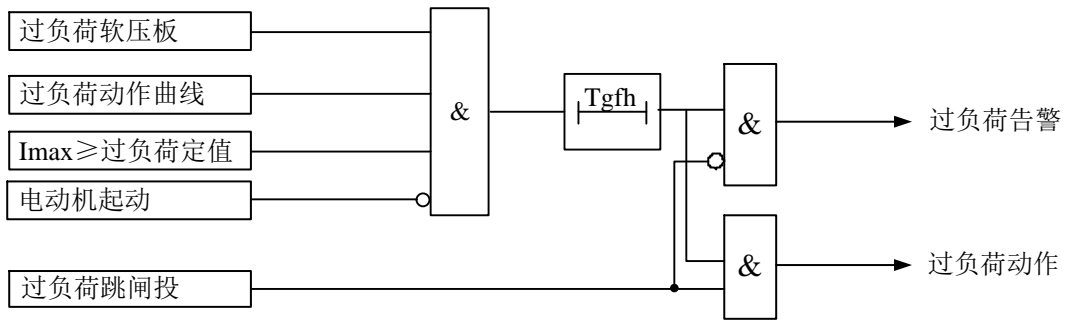 过负荷软压板
过负荷动作曲线
Imax≥过负荷定值
电动机起动
过负荷跳闸投
&
Tgfh
&
过负荷告警
&
过负荷动作